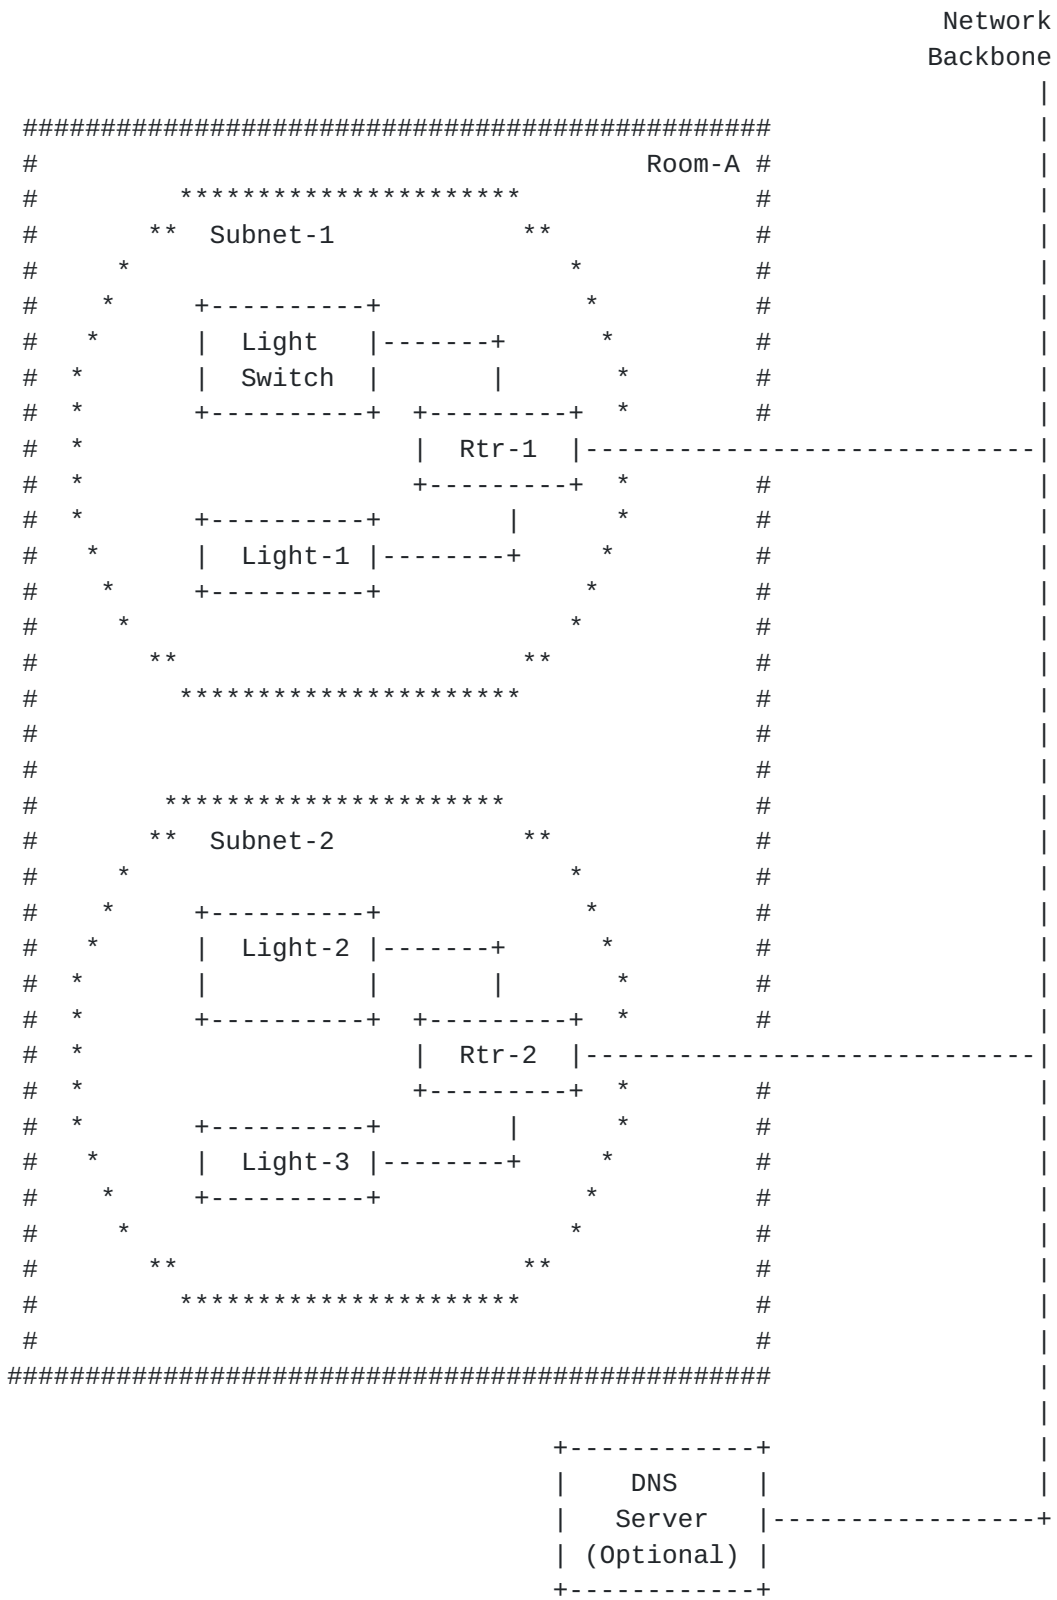 Network
Backbone
Room-A
Subnet-1
Light
Switch
Rtr-1
Light-1
Subnet-2
Light-2
Rtr-2
Light-3
DNS
Server
(Optional)